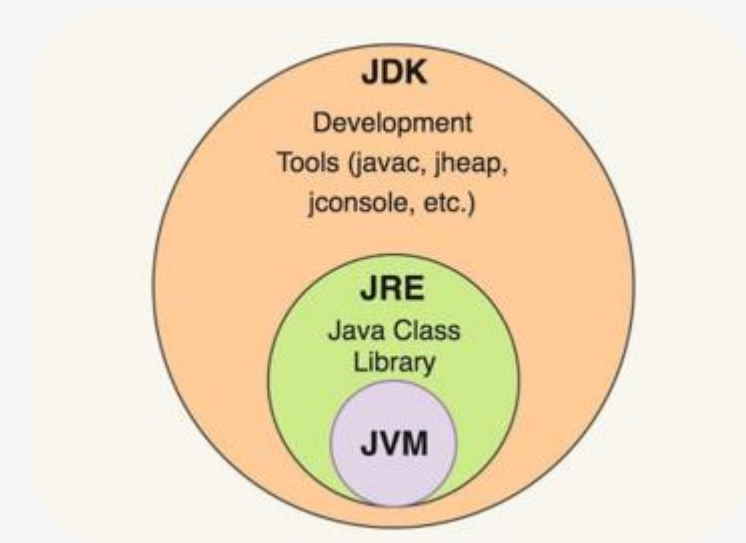 JDK
Development
Tools (javac, jheap,
jconsole, etc.)
JRE
Java Class
Library
JVM